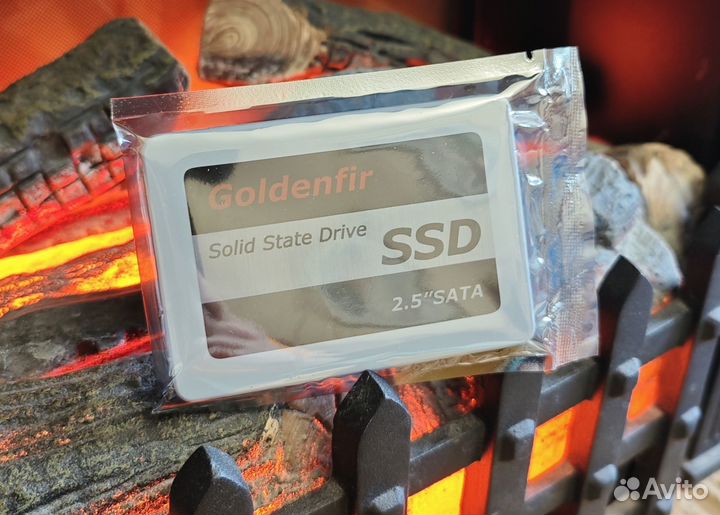 Goldenfir
Solid State Drive
SSD
2.5"SATA
Avito